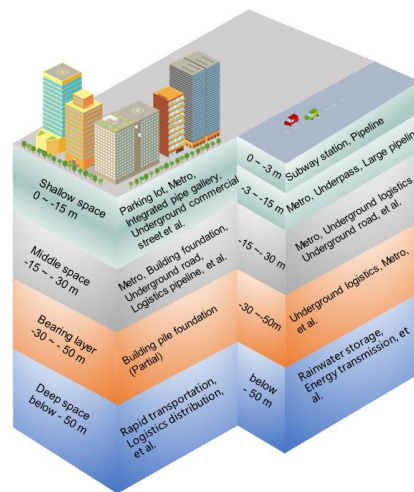 Shallow space
0 ~ -15 m
Parking lot, Metro,
Integrated pipe gallery,
Underground commercial
street et al.
Middle space
-15 ~ - 30 m
Metro. Building foundation,
Underground road,
Logistics pipeline, et al.
Bearing layer
-30 ~ - 50 m
Building pile foundation
(Partial)
Deep space
below - 50 m
Rapid transportation,
Logistics distribution,
et al.
0 ~ -3 m
Subway station, Pipeline
-3 ~ -15 m
Metro, Underpass, Large pipeline
-15~ -30 m
Metro, Underground logistics
Underground road, et al.
-30 ~ -50m
Underground logistics, Metro,
et al.
below
- 50 m
Rainwater storage,
Energy transmission, et
al.